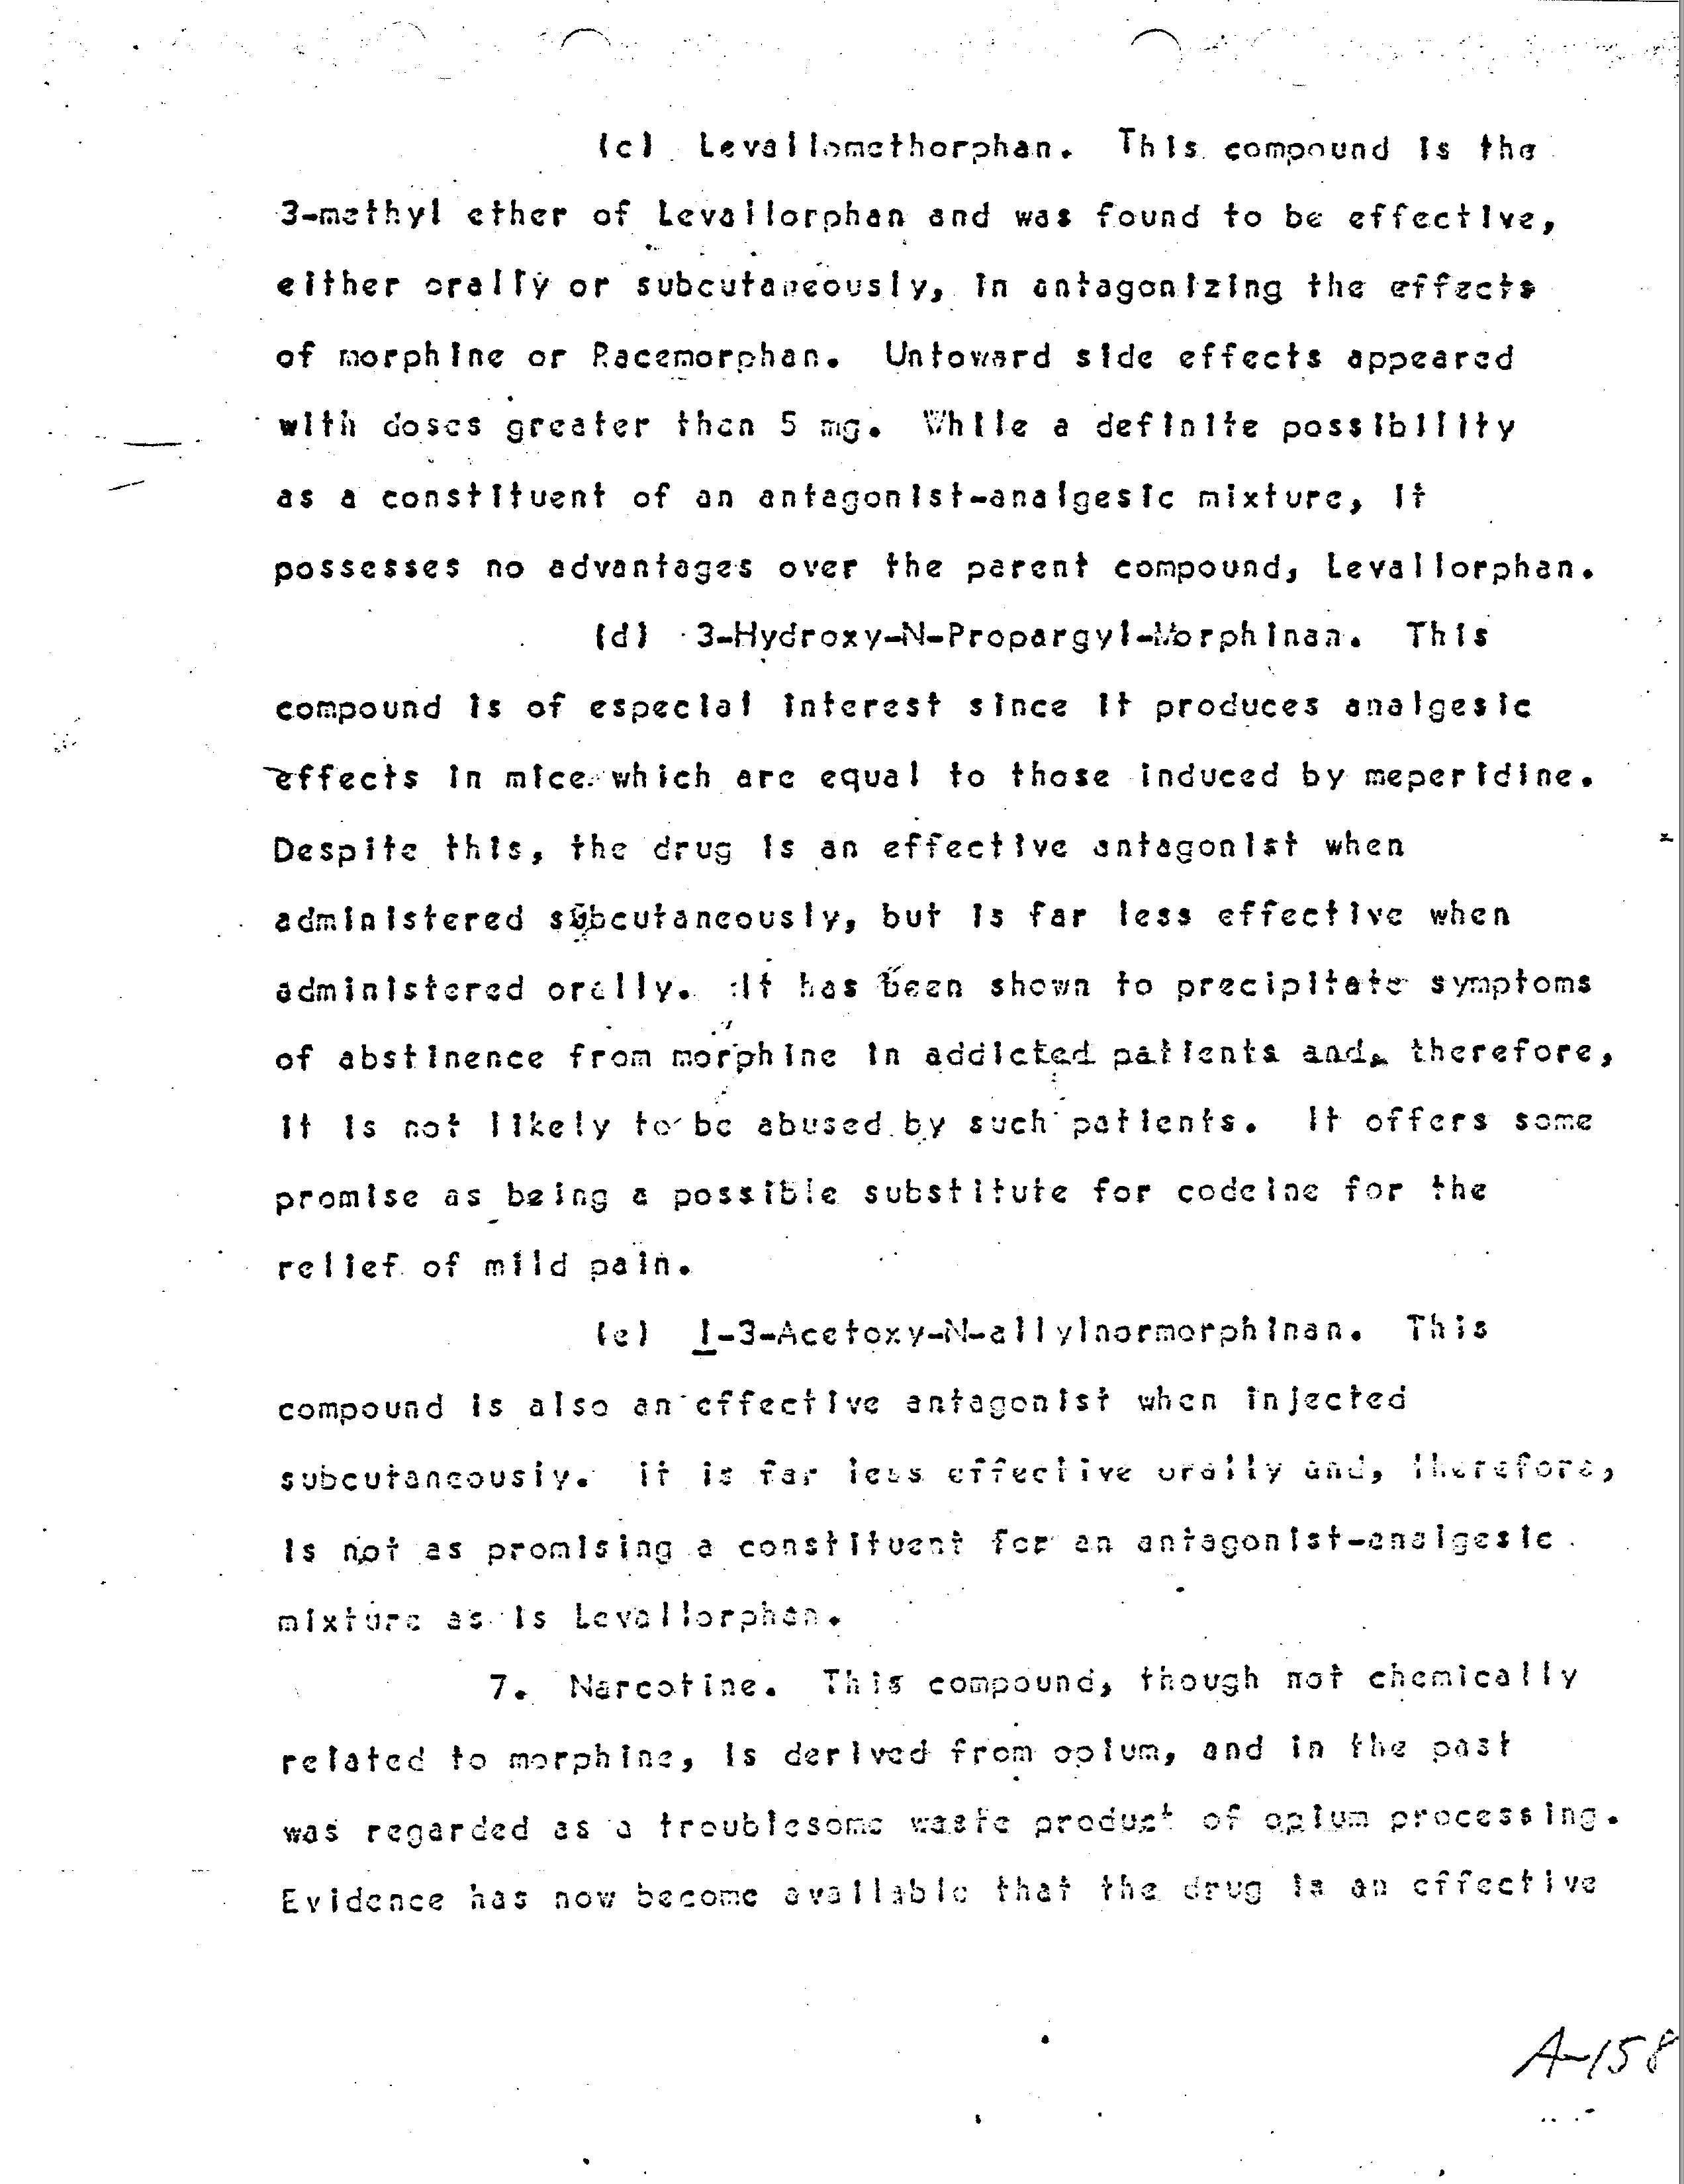 (c) Levallomethorphan. This compound is the
3-methyl ether of Levallorphan and was found to be effective,
either orally or subcutaneously, in antagonizing the effects
of morphine or Racemorphan. Untoward side effects appeared
with doses greater than 5 mg. While a definite possibility
as a constituent of an antagonist-analgesic mixture, it
possesses no advantages over the parent compound, Levallorphan.
(d) 3-Hydroxy-N-Propargyl-Morphinan. This
compound is of especial interest since it produces analgesic
effects in mice which are equal to those induced by meperidine.
Despite this, the drug is an effective antagonist when
administered subcutaneously, but is far less effective when
administered orally. It has been shown to precipitate symptoms
of abstinence from morphine in addicted patients and, therefore,
it is not likely to be abused by such patients. It offers some
promise as being a possible substitute for codeine for the
relief of mild pain.
(e) l-3-Acetoxy-N-allylnormorphinan. This
compound is also an effective antagonist when injected
subcutaneously. It is far less effective orally and, therefore,
is not as promising a constituent for an antagonist-analgesic
mixture as is Levallorphan.
7. Narcotine. This compound, though not chemically
related to morphine, is derived from opium, and in the past
was regarded as a troublesome waste product of opium processing.
Evidence has now become available that the drug is an effective
A-158